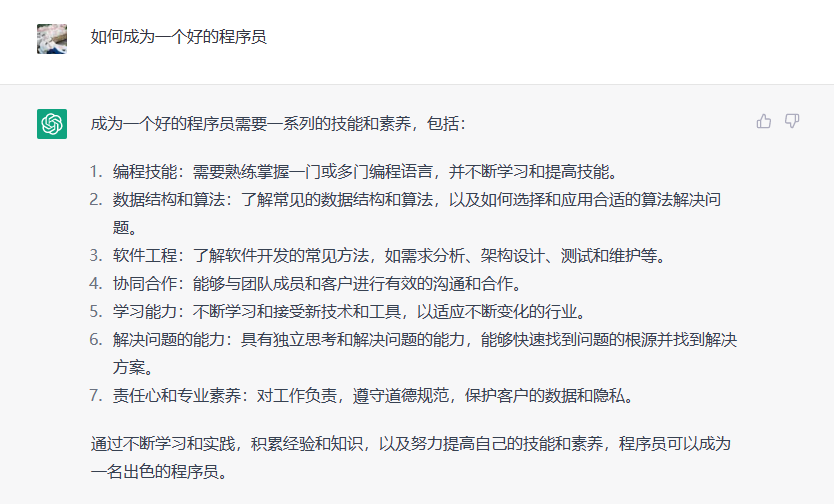 如何成为一个好的程序员
成为一个好的程序员需要一系列的技能和素养，包括：
1. 编程技能：需要熟练掌握一门或多门编程语言，并不断学习和提高技能。
2. 数据结构和算法：了解常见的数据结构和算法，以及如何选择和应用合适的算法解决问
题。
3. 软件工程：了解软件开发的常见方法，如需求分析、架构设计、测试和维护等。
4. 协同合作：能够与团队成员和客户进行有效的沟通和合作。
5. 学习能力：不断学习和接受新技术和工具，以适应不断变化的行业。
6. 解决问题的能力：具有独立思考和解决问题的能力，能够快速找到问题的根源并找到解决
方案。
7. 责任心和专业素养：对工作负责，遵守道德规范，保护客户的数据和隐私。
通过不断学习和实践，积累经验和知识，以及努力提高自己的技能和素养，程序员可以成为
一名出色的程序员。